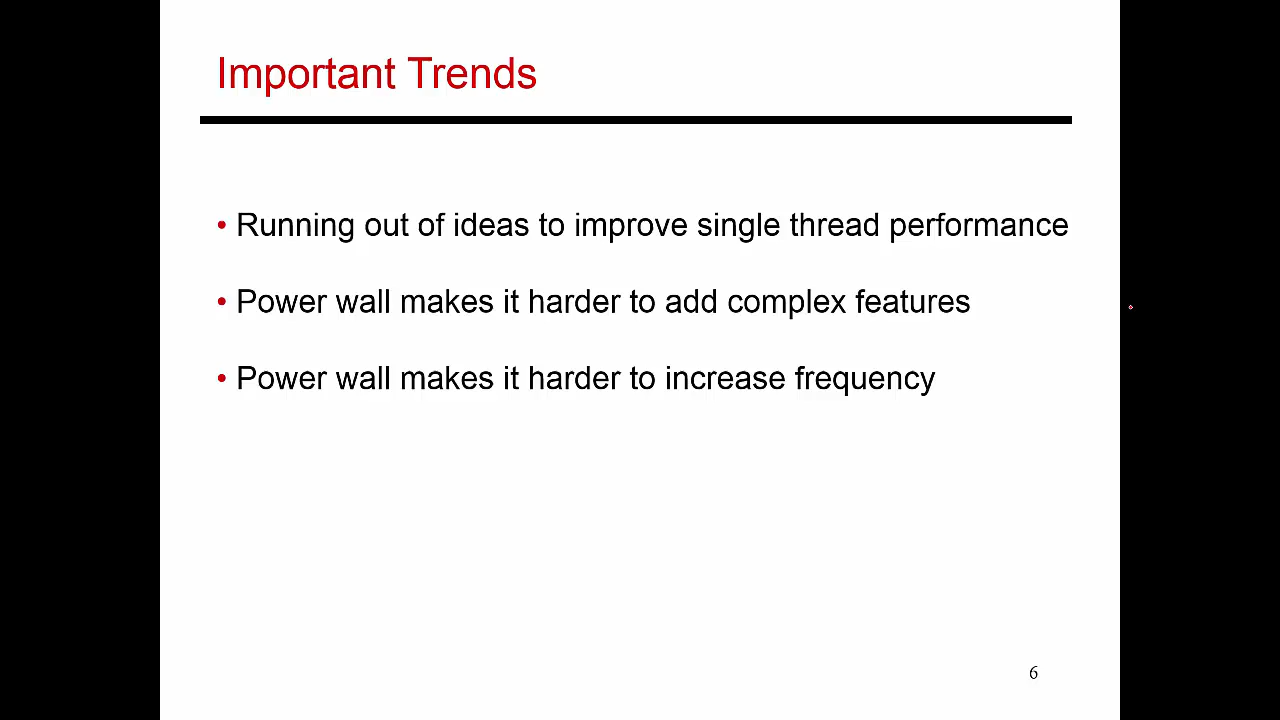 Important Trends
• Running out of ideas to improve single thread performance
• Power wall makes it harder to add complex features
• Power wall makes it harder to increase frequency
6